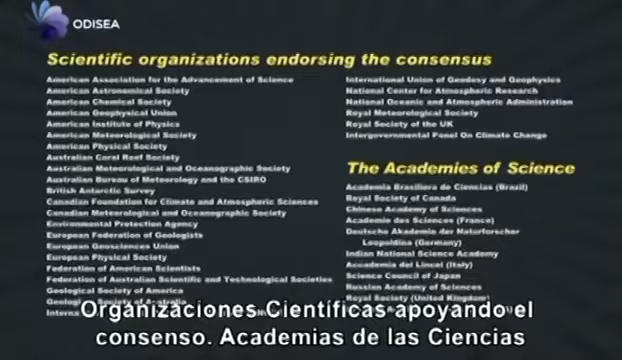 ODISEA
Scientific organizations endorsing the consensus
American Association for the Advancement of Science
American Astronomical Society
American Chemical Society
American Geophysical Union
American Institute of Physics
American Meteorological Society
American Physical Society
Australian Coral Reef Society
Australian Meteorological and Oceanographic Society
Australian Bureau of Meteorology and the CSIRO
British Antarctic Survey
Canadian Foundation for Climate and Atmospheric Sciences
Canadian Meteorological and Oceanographic Society
Environmental Protection Agency
European Federation of Geologists
European Geosciences Union
European Physical Society
Federation of American Scientists
Federation of Australian Scientific and Technological Societies
Geological Society of America
Geological Society of Australia
International Union of Geodesy and Geophysics
National Center for Atmospheric Research
National Oceanic and Atmospheric Administration
Royal Meteorological Society
Royal Society of the UK
Intergovernmental Panel On Climate Change
The Academies of Science
Academia Brasiliera de Ciencias (Brazil)
Royal Society of Canada
Chinese Academy of Sciences
Academie des Sciences (France)
Deutsche Akademie der Naturforscher
Leopoldina (Germany)
Indian National Science Academy
Accademia dei Lincei (Italy)
Science Council of Japan
Russian Academy of Sciences
Royal Society (United Kingdom)
Organizaciones Científicas apoyando el
consenso. Academias de las Ciencias